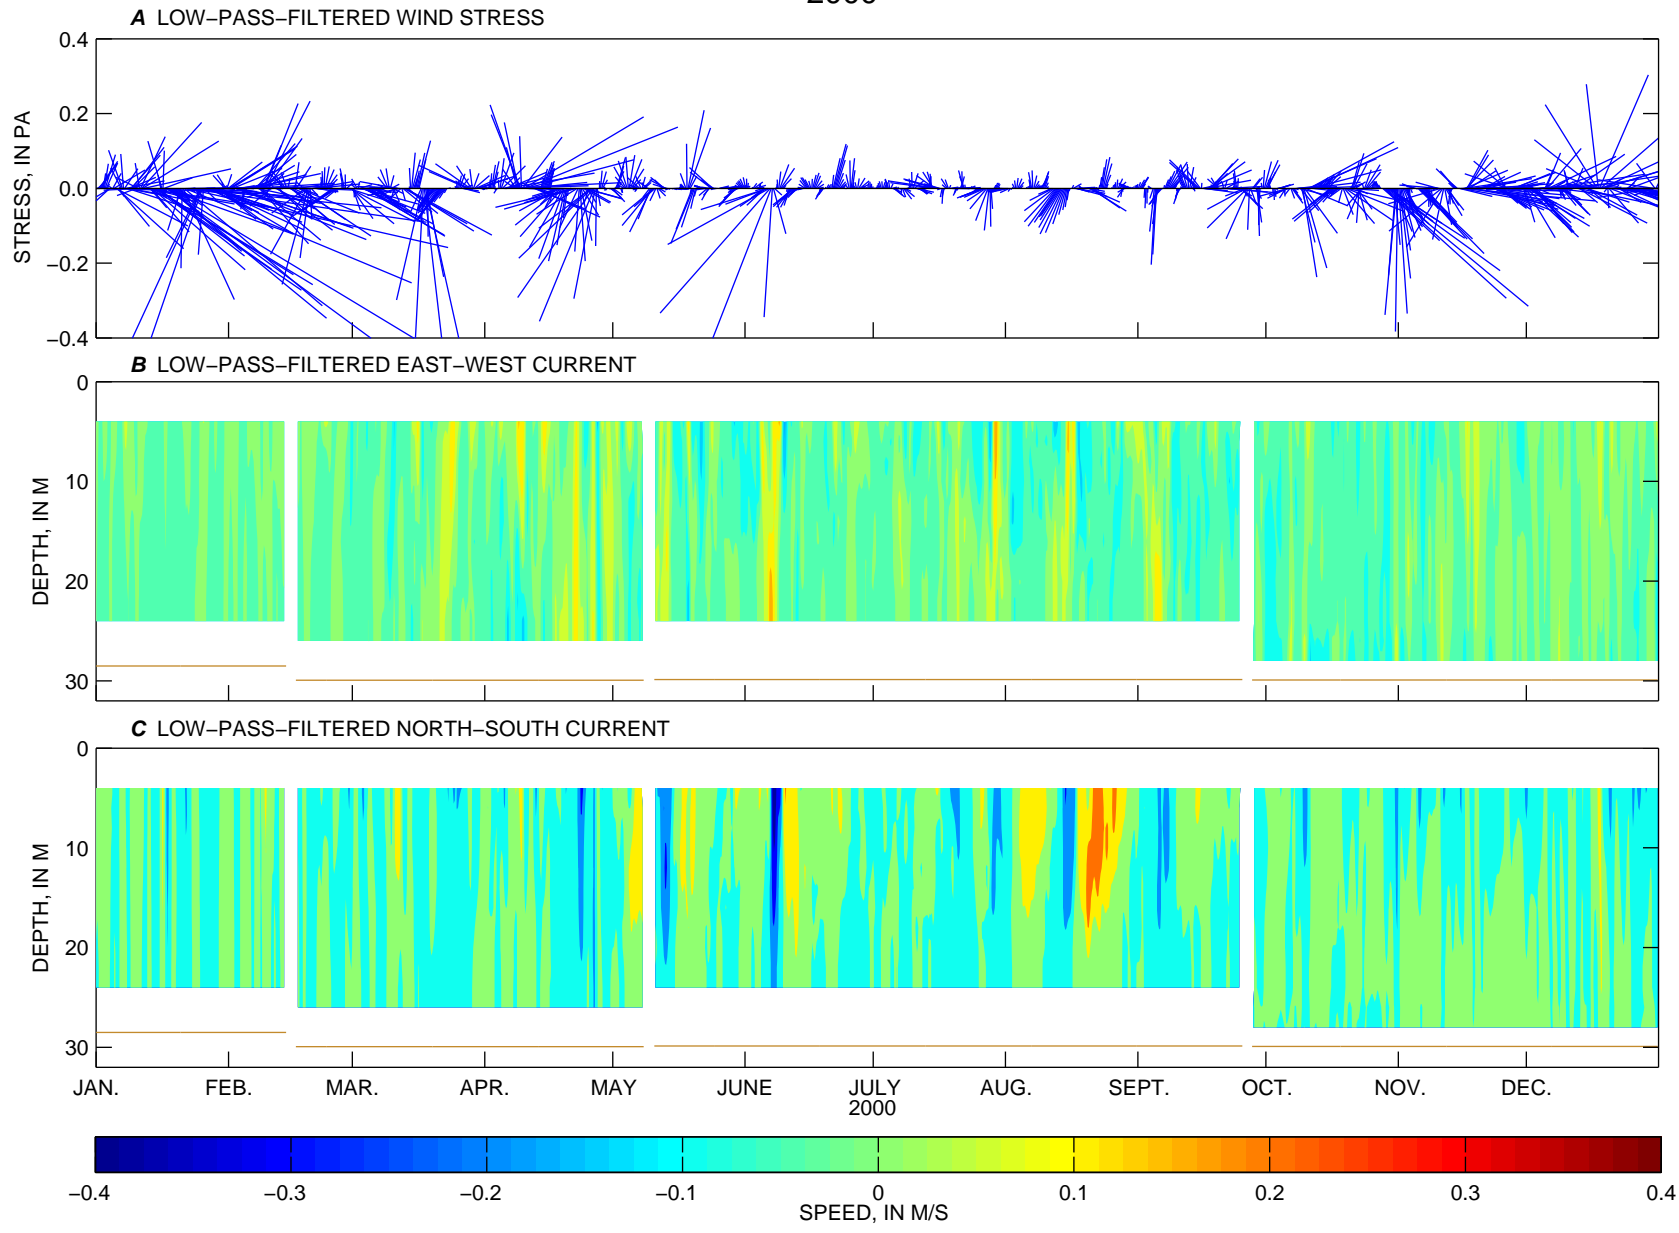 A LOW−PASS−FILTERED WIND STRESS
0.4
0.2
0.0
−0.2
−0.4
STRESS, IN PA
B LOW−PASS−FILTERED EAST−WEST CURRENT
0
10
20
30
DEPTH, IN M
C LOW−PASS−FILTERED NORTH−SOUTH CURRENT
0
10
20
30
DEPTH, IN M
JAN. FEB. MAR. APR. MAY JUNE JULY AUG. SEPT. OCT. NOV. DEC.
2000
−0.4 −0.3 −0.2 −0.1 0 0.1 0.2 0.3 0.4
SPEED, IN M/S